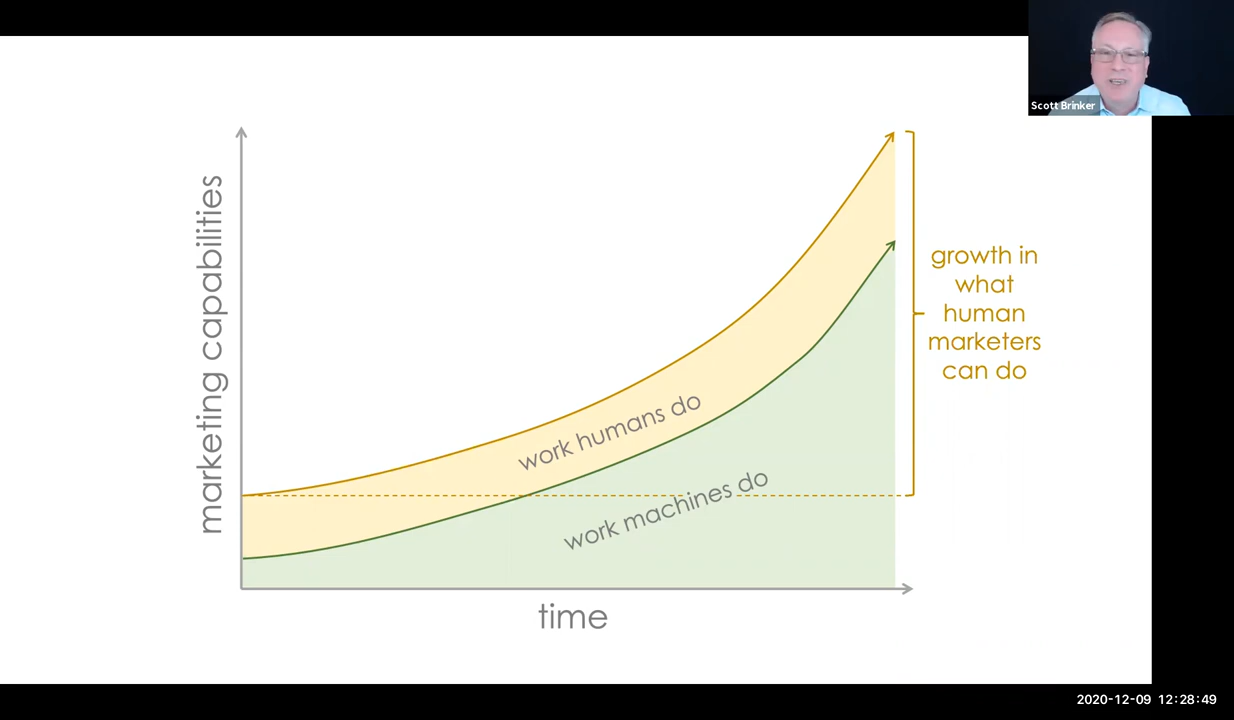 Scott Brinker
marketing capabilities
growth in
what
human
marketers
can do
work humans do
work machines do
time
2020-12-09 12:28:49